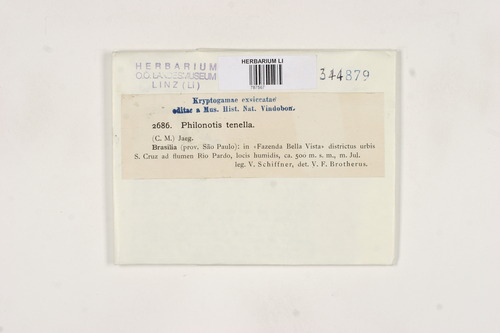 HERBARIUM
O.Ö. LANDESMUSEUM
LINZ (LI)
HERBARIUM LI
344879
Kryptogamae exsiccatae
editae a Mus. Hist. Nat. Vindobon.
2686. Philonotis tenella.
(C. M.) Jaeg.
Brasilia (prov. São Paulo): in «Fazenda Bella Vista» districtus urbis
S. Cruz ad flumen Rio Pardo, locis humidis, ca. 500 m. s. m., m. Jul.
leg. V. Schiffner, det. V. F. Brotherus.